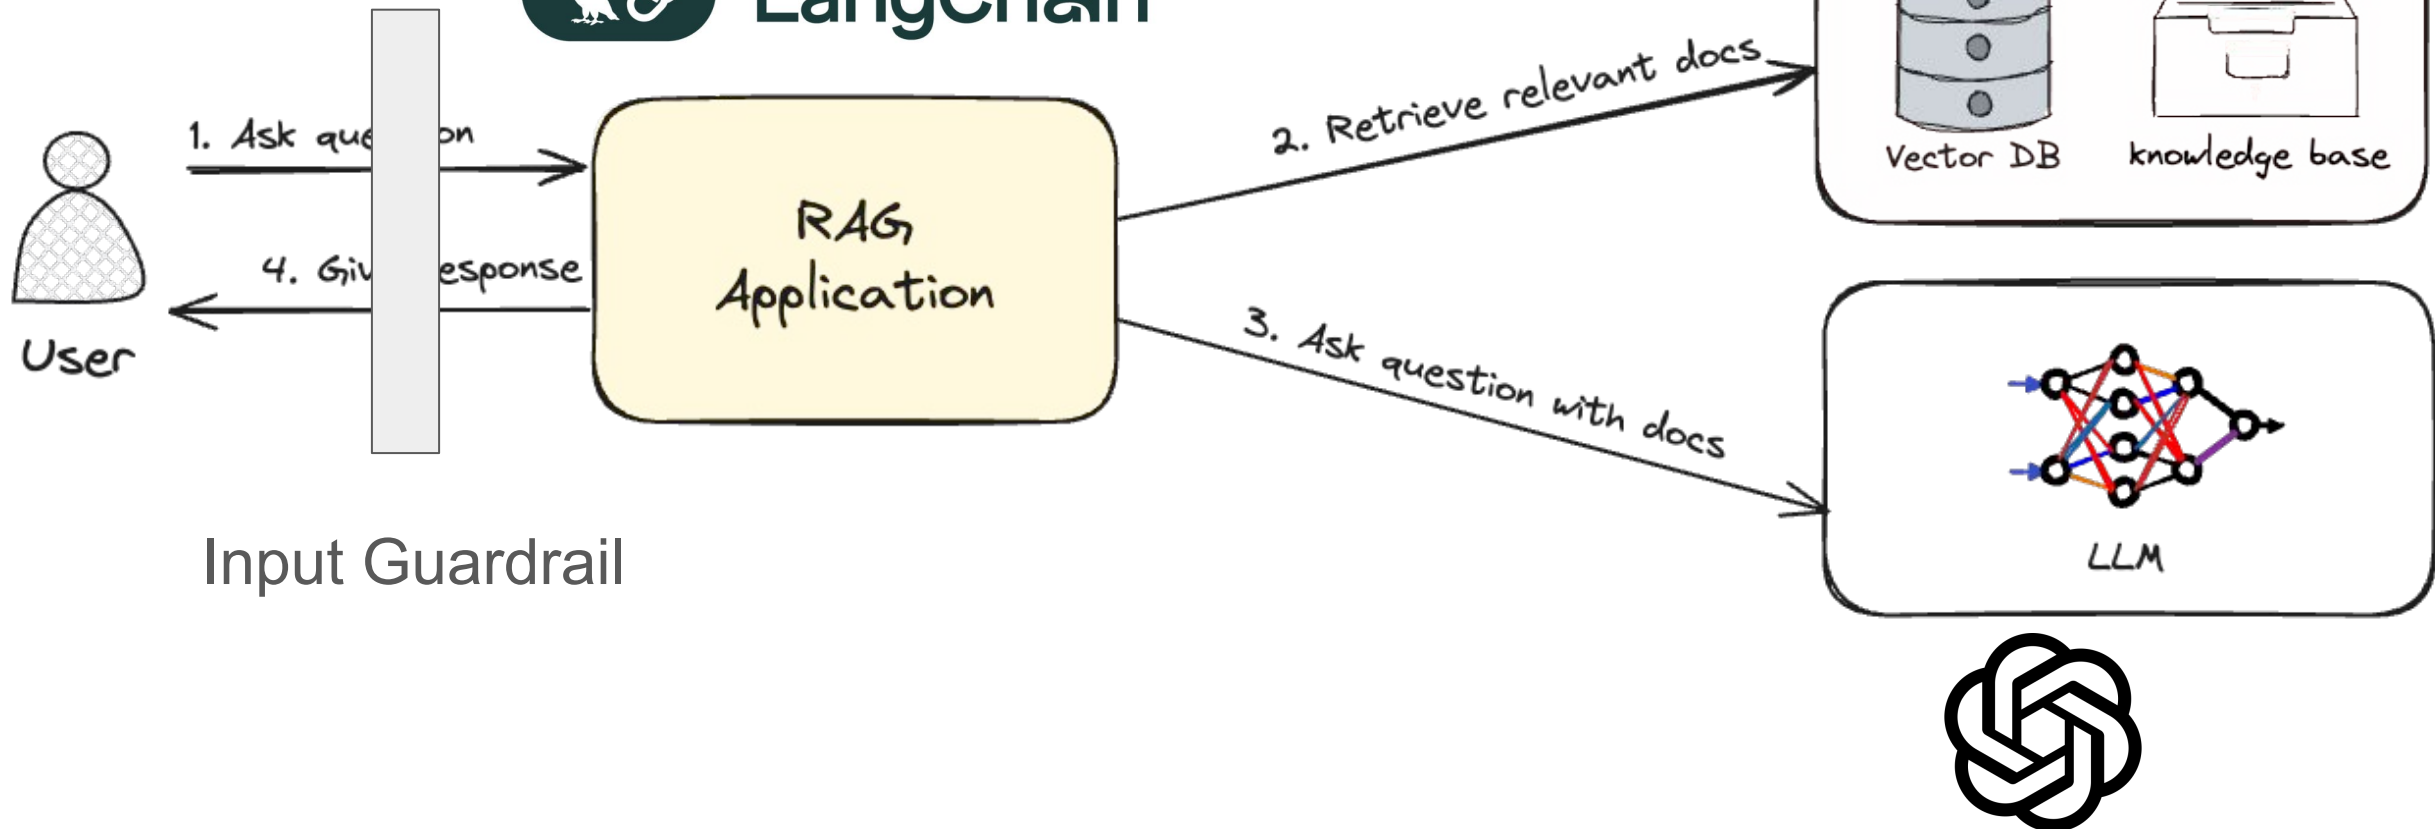 LangChain
1. Ask que on
2. Retrieve relevant docs
Vector DB
knowledge base
RAG
Application
4. Giv esponse
User
3. Ask question with docs
LLM
Input Guardrail